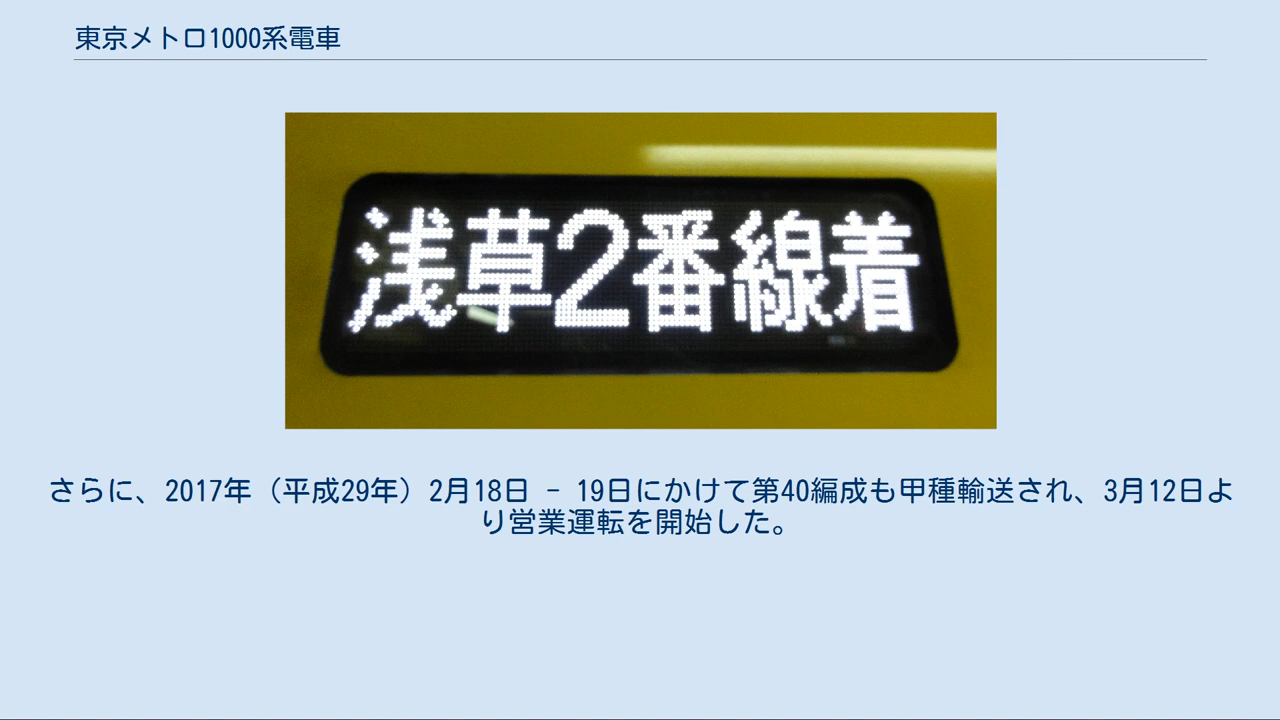 東京メトロ1000系電車
浅草2番線着
さらに、2017年（平成29年）2月18日 - 19日にかけて第40編成も甲種輸送され、3月12日よ
り営業運転を開始した。